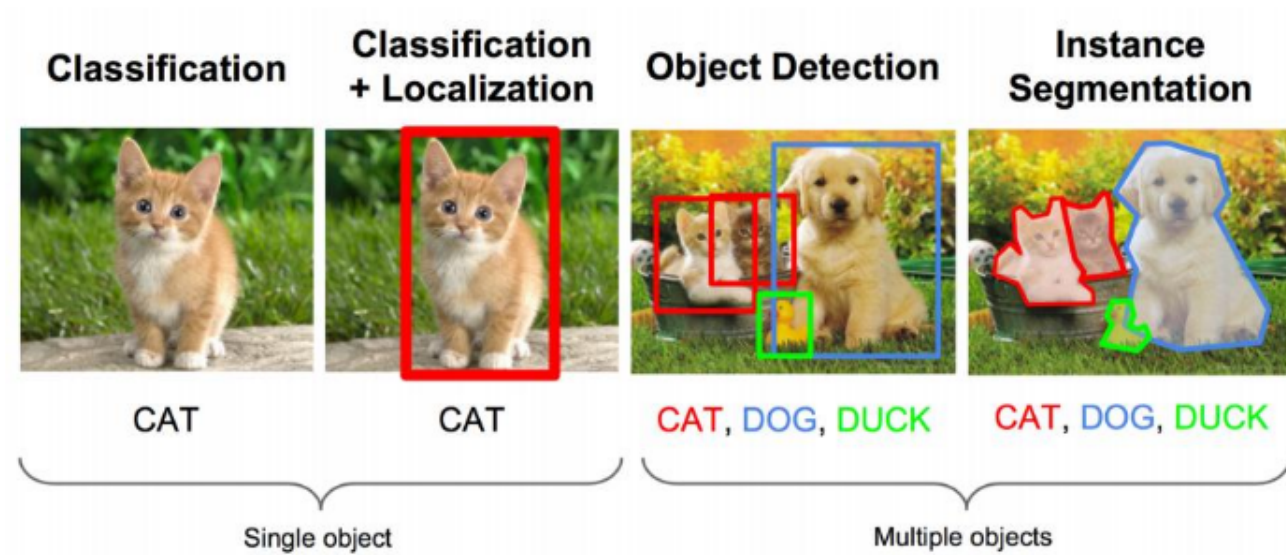 Classification
Classification
+ Localization
Object Detection
Instance
Segmentation
CAT
CAT
CAT, DOG, DUCK
CAT, DOG, DUCK
Single object
Multiple objects